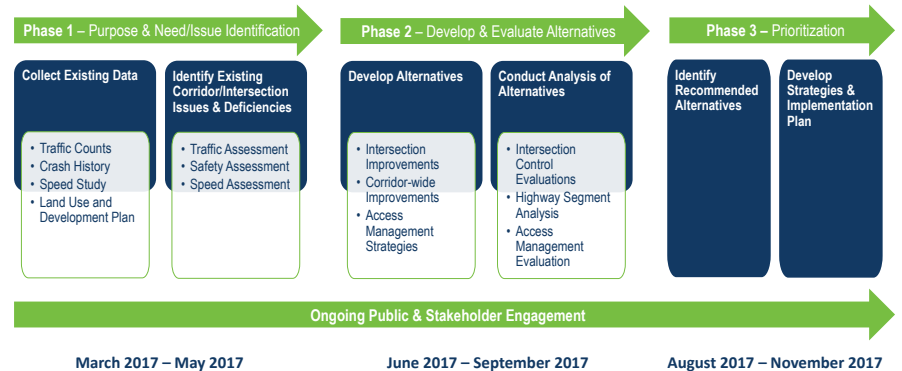 Phase 1 – Purpose & Need/Issue Identification
Phase 2 – Develop & Evaluate Alternatives
Phase 3 – Prioritization
Collect Existing Data
• Traffic Counts
• Crash History
• Speed Study
• Land Use and
Development Plan
Identify Existing
Corridor/Intersection
Issues & Deficiencies
• Traffic Assessment
• Safety Assessment
• Speed Assessment
Develop Alternatives
• Intersection
Improvements
• Corridor-wide
Improvements
• Access
Management
Strategies
Conduct Analysis of
Alternatives
• Intersection
Control
Evaluations
• Highway Segment
Analysis
• Access
Management
Evaluation
Identify
Recommended
Alternatives
Develop
Strategies &
Implementation
Plan
Ongoing Public & Stakeholder Engagement
March 2017 – May 2017
June 2017 – September 2017
August 2017 – November 2017